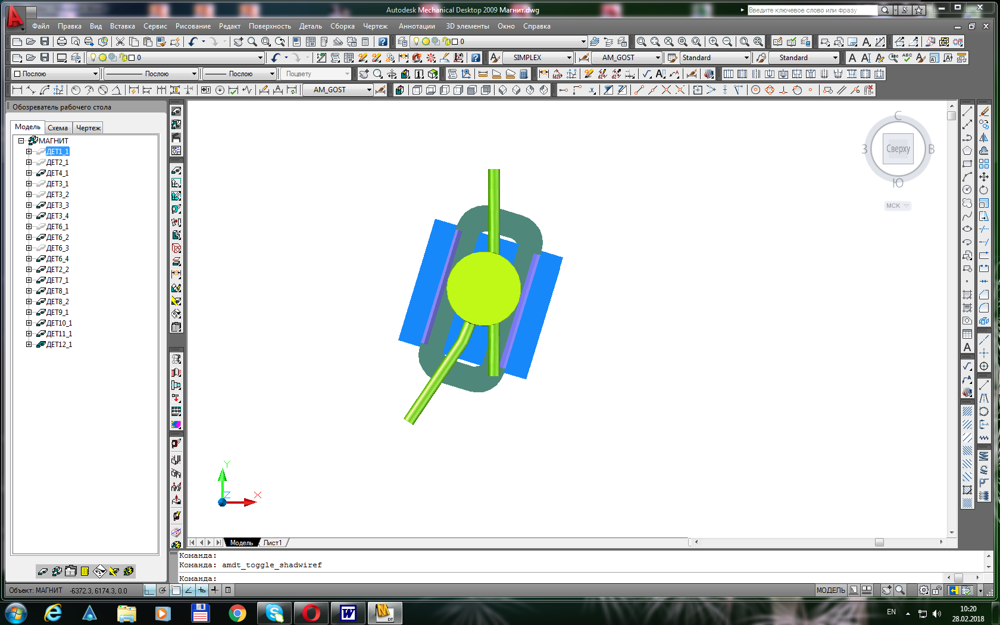 Autodesk Mechanical Desktop 2009 Магнит.dwg
Введите ключевое слово или фразу
Файл Правка Вид Вставка Сервис Рисование Редакт Поверхность Деталь Сборка Чертеж Аннотации 3D элементы Окно Справка
0
0 SIMPLEX AM_GOST Standard Standard
Послою Послою Послою Поцвету
AM_GOST
Обозреватель рабочего стола
Модель Схема Чертеж
МАГНИТ
ДЕТ1_1
ДЕТ2_1
ДЕТ4_1
ДЕТ3_1
ДЕТ3_2
ДЕТ3_3
ДЕТ3_4
ДЕТ6_1
ДЕТ6_2
ДЕТ6_3
ДЕТ6_4
ДЕТ2_2
ДЕТ7_1
ДЕТ8_1
ДЕТ8_2
ДЕТ9_1
ДЕТ10_1
ДЕТ11_1
ДЕТ12_1
С
З Сверху В
Ю
МСК
Y
Z X
Модель Лист1
Команда:
Команда: amdt_toggle_shadwiref
Команда:
Объект: МАГНИТ -6372.3, 6174.3, 0.0
МОДЕЛЬ
EN
10:20
28.02.2018